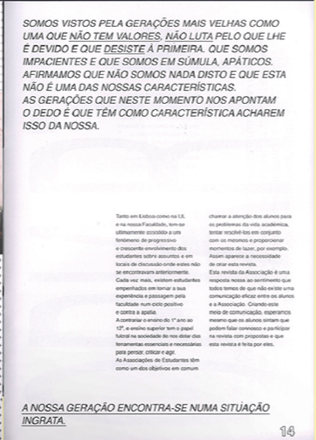 SOMOS VISTOS PELA GERAÇÕES MAIS VELHAS COMO
UMA QUE NÃO TEM VALORES, NÃO LUTA PELO QUE LHE
É DEVIDO E QUE DESISTE À PRIMEIRA. QUE SOMOS
IMPACIENTES E QUE SOMOS EM SÚMULA, APÁTICOS.
AFIRMAMOS QUE NÃO SOMOS NADA DISTO E QUE ESTA
NÃO É UMA DAS NOSSAS CARACTERÍSTICAS.
AS GERAÇÕES QUE NESTE MOMENTO NOS APONTAM
O DEDO É QUE TÊM COMO CARACTERÍSTICA ACHAREM
ISSO DA NOSSA.
Tanto em Lisboa como na UL
e na nossa Faculdade, tem-se
ultimamente assistido a um
fenómeno de progressivo
e crescente envolvimento dos
estudantes sobre assuntos e em
locais de discussão onde estes não
se encontravam anteriormente.
Cada vez mais, existem estudantes
empenhados em tornar a sua
experiência e passagem pela
faculdade num ciclo positivo
e contra a apatia.
A contrariar o ensino do 1º ano ao
12º, o ensino superior tem o papel
fulcral na sociedade de nos dotar das
ferramentas essenciais e necessárias
para pensar, criticar e agir.
As Associações de Estudantes têm
como um dos objetivos em comum
chamar a atenção dos alunos para
os problemas da vida académica,
tentar resolvê-los em conjunto
com os mesmos e proporcionar
momentos de lazer, por exemplo.
Assim aparece a necessidade
de criar esta revista.
Esta revista da Associação é uma
resposta nossa ao sentimento que
todos temos de que não existe uma
comunicação eficaz entre os alunos
e a Associação. Criando este
meio de comunicação, esperamos
mesmo que os alunos sintam que
podem falar connosco e participar
na revista com propostas e que
esta revista é feita por eles.
A NOSSA GERAÇÃO ENCONTRA-SE NUMA SITUAÇÃO
INGRATA.
14